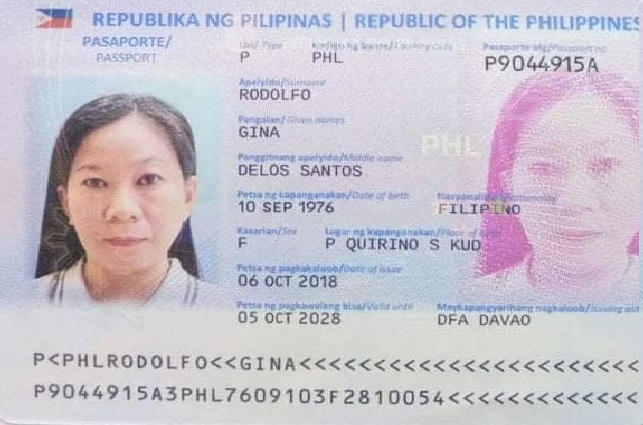 REPUBLIKA NG PILIPINAS | REPUBLIC OF THE PHILIPPINES
PASAPORTE/
PASSPORT
Uri/ Type
P
Kodigo ng bansa/Country code
PHL
Pasaporte blg/Passport no
P9044915A
Apelyido/Surname
RODOLFO
Pangalan/ Given names
GINA
Panggitnang apelyido/Middle name
DELOS SANTOS
Petsa ng kapanganakan/Date of birth
10 SEP 1976
Nasyonalidad/Nationality
FILIPINO
Kasarian/Sex
F
Lugar ng kapanganakan/Place of
P QUIRINO S KUD
Petsa ng pagkakaloob/Date of issue
06 OCT 2018
Petsa ng pagkawalang bisa/Valid until
05 OCT 2028
Maykapangyarihang nagkaloob/Issuing
DFA DAVAO
PHL
P<PHLRODOLFO<<GINA<<<<<<<<<<<<<<<<<<<<<
P9044915A3PHL7609103F2810054<<<<<<<<<<<